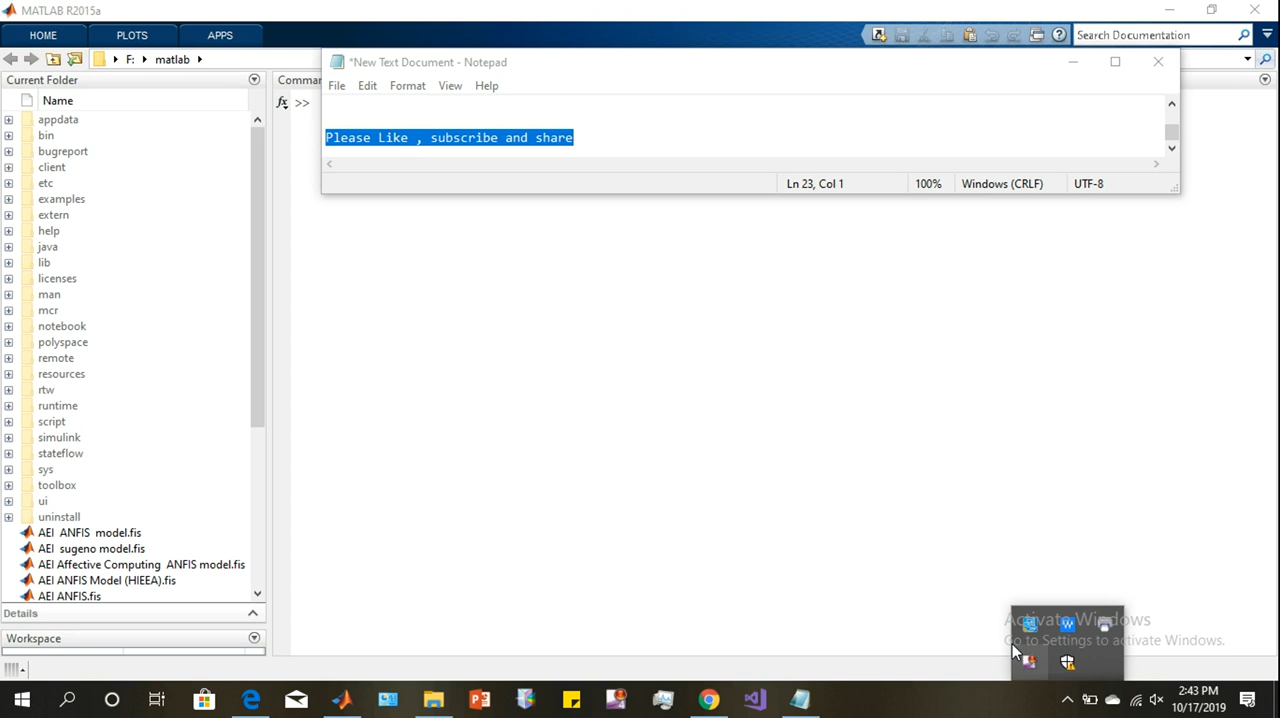 MATLAB R2015a
HOME PLOTS APPS
Search Documentation
F: matlab
Current Folder
Name
appdata
bin
bugreport
client
etc
examples
extern
help
java
lib
licenses
man
mcr
notebook
polyspace
remote
resources
rtw
runtime
script
simulink
stateflow
sys
toolbox
ui
uninstall
AEI ANFIS model.fis
AEI sugeno model.fis
AEI Affective Computing ANFIS model.fis
AEI ANFIS Model (HIEEA).fis
AEI ANFIS.fis
Details
Workspace
Comma
fx >>
*New Text Document - Notepad
File Edit Format View Help
Please Like , subscribe and share
Ln 23, Col 1 100% Windows (CRLF) UTF-8
Activate Windows
Go to Settings to activate Windows.
2:43 PM
10/17/2019